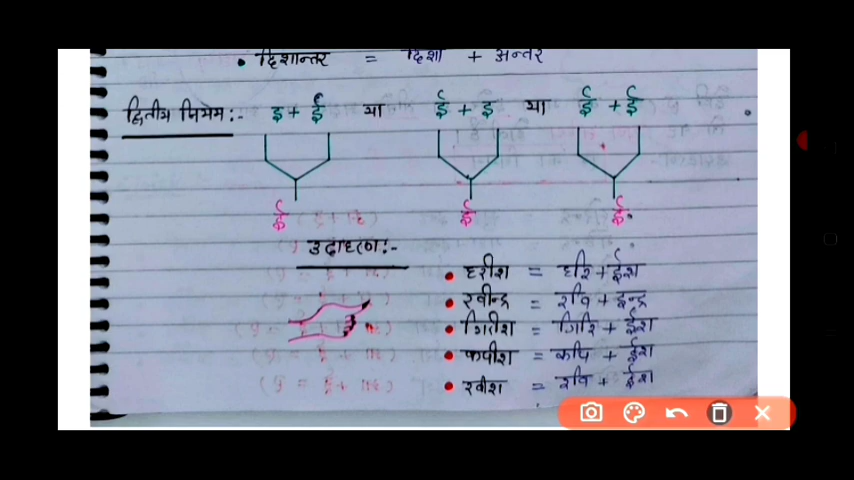 • दिशान्तर = दिशा + अन्तर
द्वितीय नियम:- इ + ई या ई + इ या ई + ई
ई ई ई
उदाहरण:-
• हरीश = हरि + ईश
• रवीन्द्र = रवि + इन्द्र
• गिरीश = गिरि + ईश
• कपीश = कपि + ईश
• रवीश = रवि + ईश